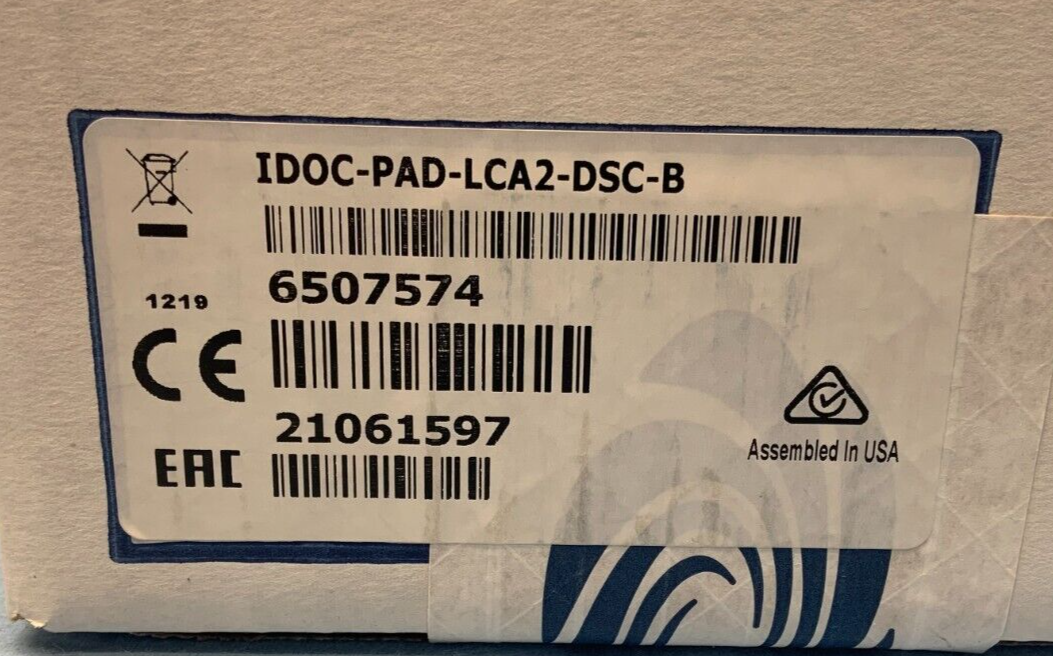 IDOC-PAD-LCA2-DSC-B
6507574
1219
CE
21061597
EAC
Assembled In USA